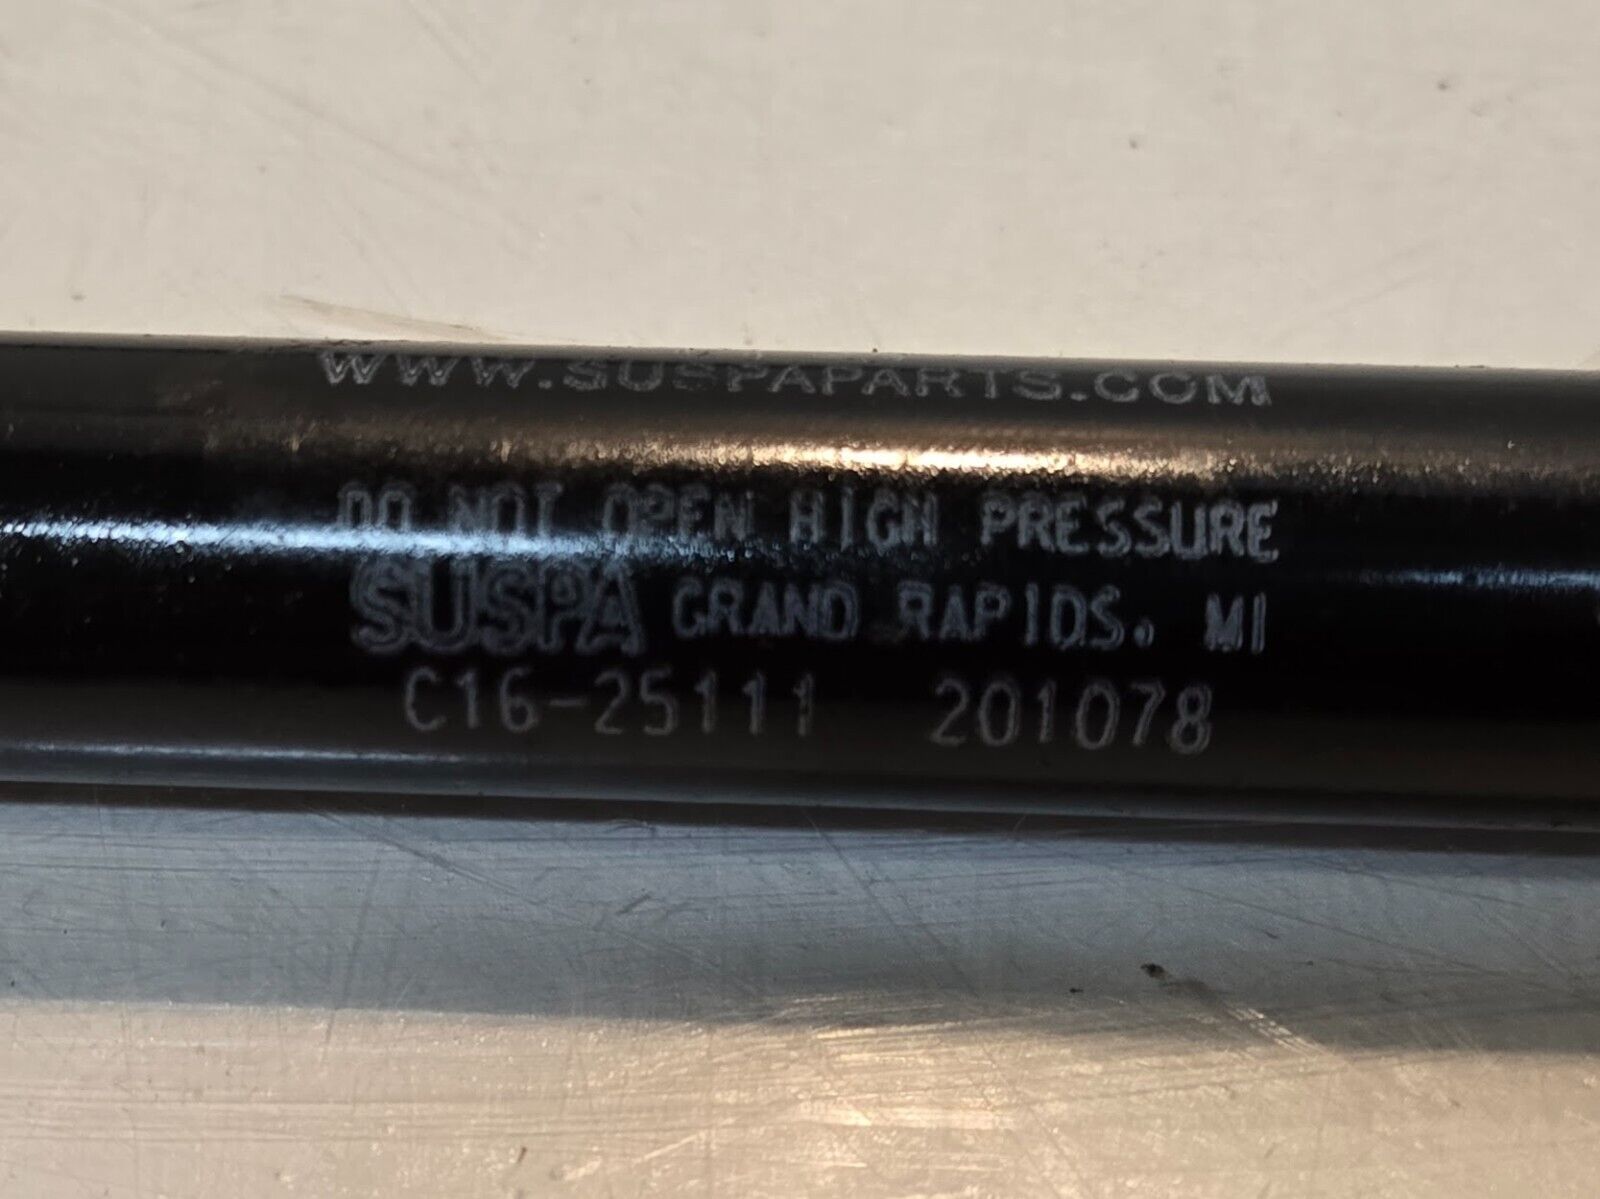 WWW.SUSPAPARTS.COM
DO NOT OPEN HIGH PRESSURE
SUSPA GRAND RAPIDS. MI
C16-25111 201078